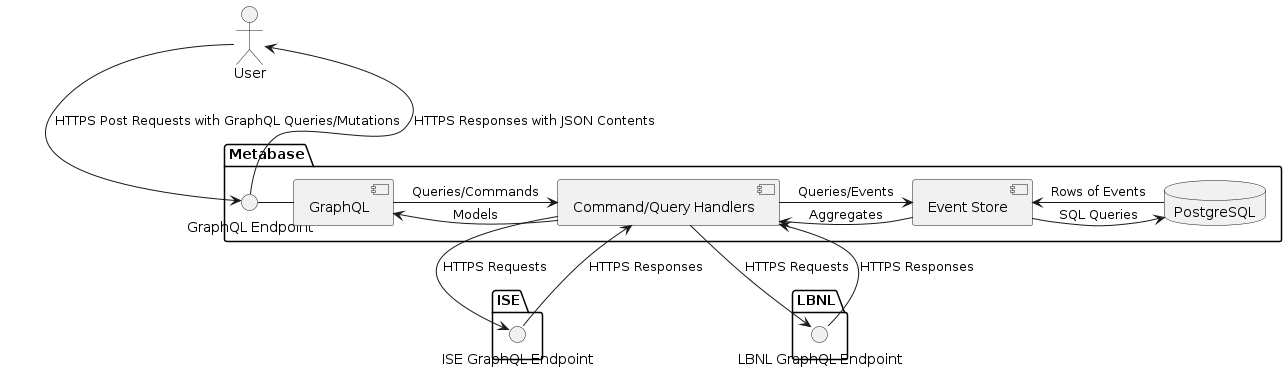 User
HTTPS Post Requests with GraphQL Queries/Mutations
HTTPS Responses with JSON Contents
Metabase
GraphQL Endpoint
GraphQL
Queries/Commands
Models
Command/Query Handlers
Queries/Events
Aggregates
Event Store
Rows of Events
SQL Queries
PostgreSQL
HTTPS Requests
HTTPS Responses
HTTPS Requests
HTTPS Responses
ISE
ISE GraphQL Endpoint
LBNL
LBNL GraphQL Endpoint